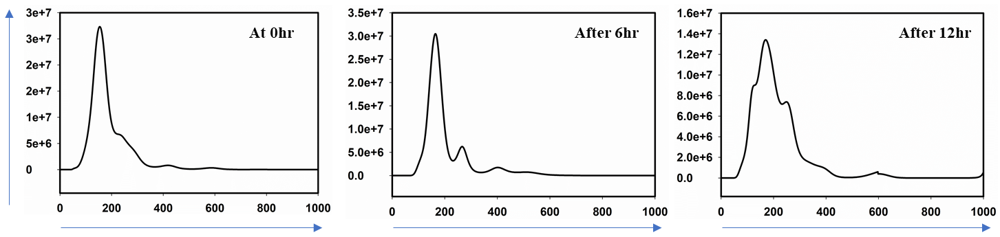 At 0hr
3e+7
3e+7
2e+7
2e+7
1e+7
5e+6
0
0 200 400 600 800 1000
After 6hr
3.5e+7
3.0e+7
2.5e+7
2.0e+7
1.5e+7
1.0e+7
5.0e+6
0.0
0 200 400 600 800 1000
After 12hr
1.6e+7
1.4e+7
1.2e+7
1.0e+7
8.0e+6
6.0e+6
4.0e+6
2.0e+6
0.0
0 200 400 600 800 1000